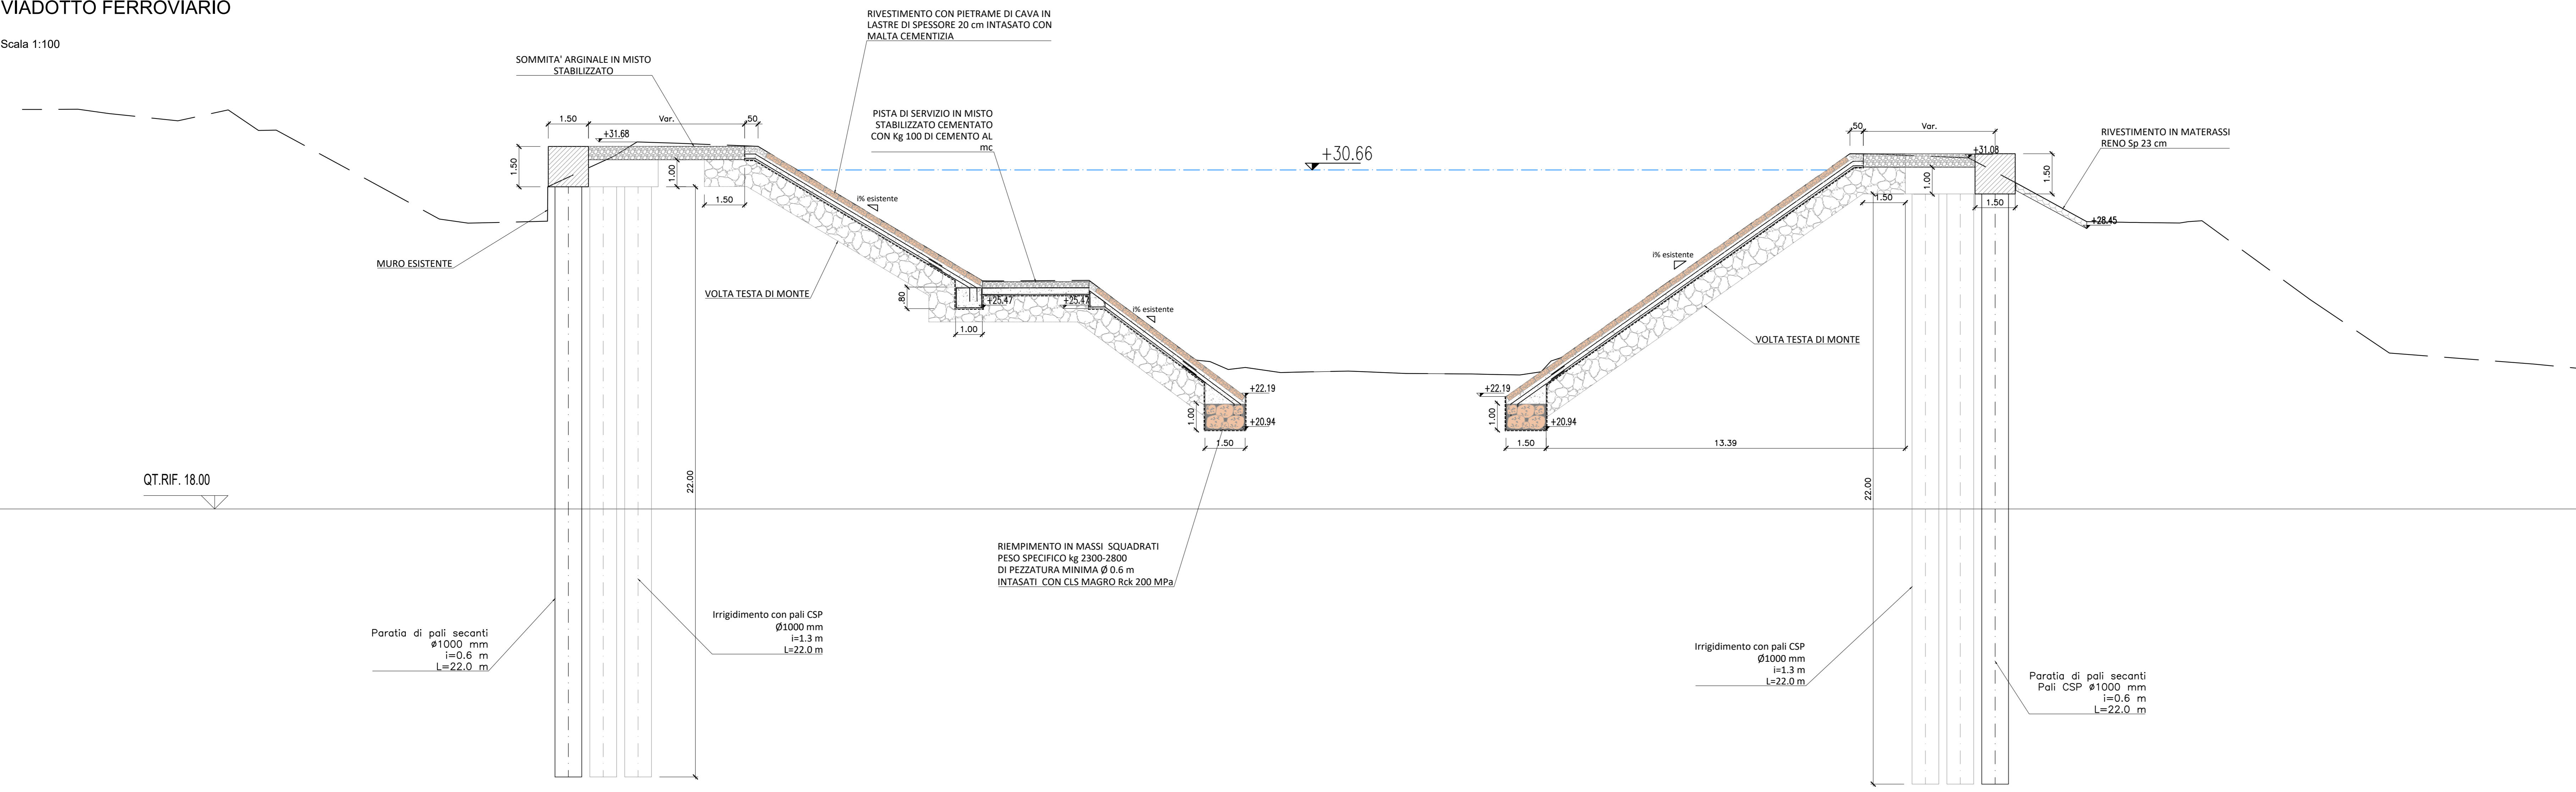 VIADOTTO FERROVIARIO
Scala 1:100
RIVESTIMENTO CON PIETRAME DI CAVA IN
LASTRE DI SPESSORE 20 cm INTASATO CON
MALTA CEMENTIZIA
SOMMITA' ARGINALE IN MISTO
STABILIZZATO
PISTA DI SERVIZIO IN MISTO
STABILIZZATO CEMENTATO
CON Kg 100 DI CEMENTO AL
mc
1.50
Var.
.50
+31.68
1.50
1.00
1.50
i% esistente
MURO ESISTENTE
VOLTA TESTA DI MONTE
.80
+25.47
+25.47
1.00
i% esistente
+30.66
.50
Var.
+31.08
1.50
1.00
1.50
1.50
RIVESTIMENTO IN MATERASSI
RENO Sp 23 cm
+28.45
i% esistente
VOLTA TESTA DI MONTE
+22.19
1.00
+20.94
1.50
+22.19
1.00
+20.94
1.50
13.39
QT.RIF. 18.00
22.00
22.00
RIEMPIMENTO IN MASSI SQUADRATI
PESO SPECIFICO kg 2300-2800
DI PEZZATURA MINIMA Ø 0.6 m
INTASATI CON CLS MAGRO Rck 200 MPa
Paratia di pali secanti
ø1000 mm
i=0.6 m
L=22.0 m
Irrigidimento con pali CSP
Ø1000 mm
i=1.3 m
L=22.0 m
Irrigidimento con pali CSP
Ø1000 mm
i=1.3 m
L=22.0 m
Paratia di pali secanti
Pali CSP ø1000 mm
i=0.6 m
L=22.0 m